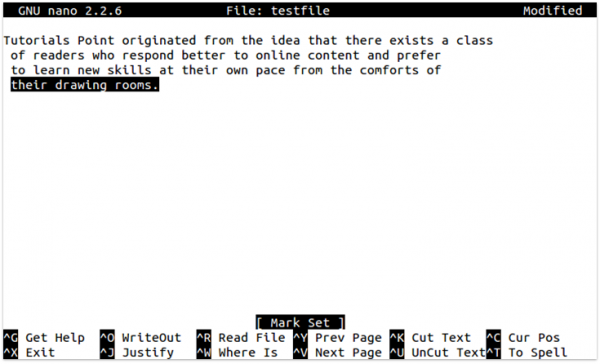 GNU nano 2.2.6 File: testfile Modified
Tutorials Point originated from the idea that there exists a class
of readers who respond better to online content and prefer
to learn new skills at their own pace from the comforts of
their drawing rooms.
[ Mark Set ]
^G Get Help ^O WriteOut ^R Read File ^Y Prev Page ^K Cut Text ^C Cur Pos
^X Exit ^J Justify ^W Where Is ^V Next Page ^U UnCut Text ^T To Spell